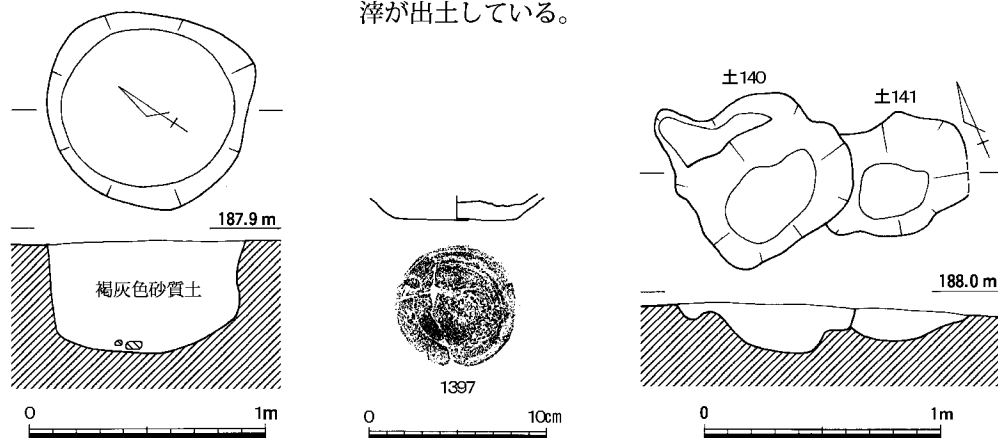 滓が出土している。
187.9 m
褐灰色砂質土
0 1m
1397
0 10cm
土140
土141
188.0 m
0 1m